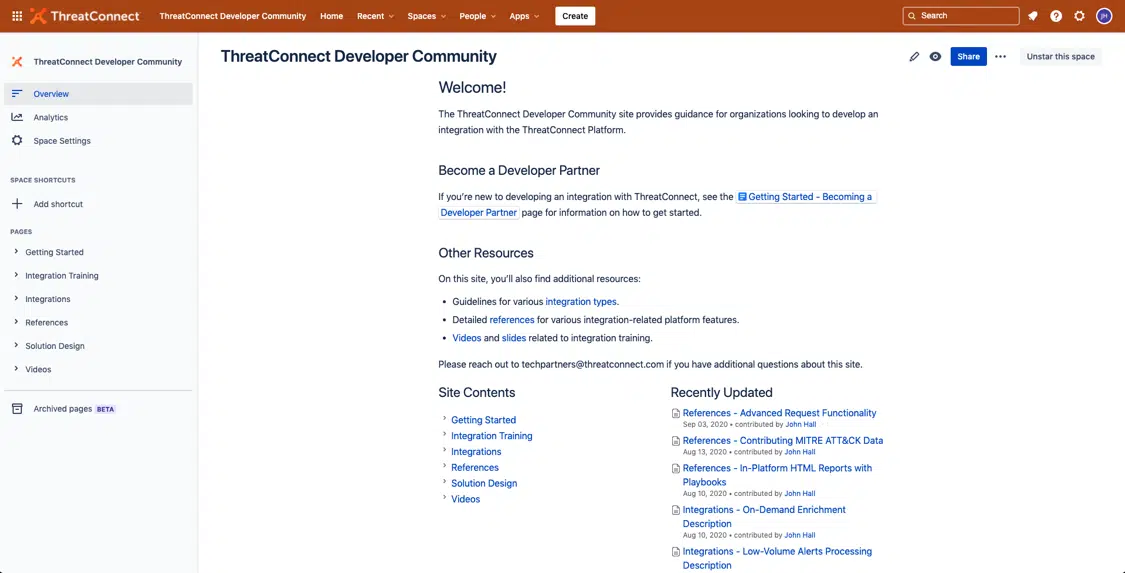 ThreatConnect ThreatConnect Developer Community Home Recent Spaces People Apps Create Search JH
ThreatConnect Developer Community
Overview
Analytics
Space Settings
SPACE SHORTCUTS
Add shortcut
PAGES
Getting Started
Integration Training
Integrations
References
Solution Design
Videos
Archived pages BETA
ThreatConnect Developer Community Share Unstar this space
Welcome!
The ThreatConnect Developer Community site provides guidance for organizations looking to develop an
integration with the ThreatConnect Platform.
Become a Developer Partner
If you're new to developing an integration with ThreatConnect, see the Getting Started - Becoming a
Developer Partner page for information on how to get started.
Other Resources
On this site, you'll also find additional resources:
• Guidelines for various integration types.
• Detailed references for various integration-related platform features.
• Videos and slides related to integration training.
Please reach out to techpartners@threatconnect.com if you have additional questions about this site.
Site Contents
Getting Started
Integration Training
Integrations
References
Solution Design
Videos
Recently Updated
References - Advanced Request Functionality
Sep 03, 2020 • contributed by John Hall
References - Contributing MITRE ATT&CK Data
Aug 13, 2020 • contributed by John Hall
References - In-Platform HTML Reports with
Playbooks
Aug 10, 2020 • contributed by John Hall
Integrations - On-Demand Enrichment
Description
Aug 10, 2020 • contributed by John Hall
Integrations - Low-Volume Alerts Processing
Description